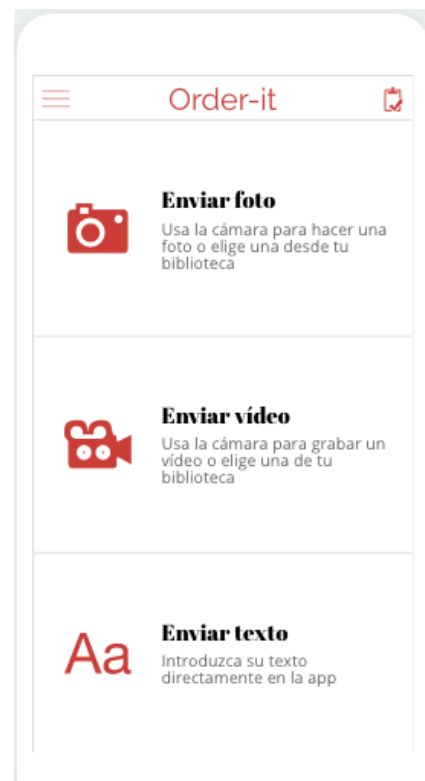 Order-it
Enviar foto
Usa la cámara para hacer una
foto o elige una desde tu
biblioteca
Enviar vídeo
Usa la cámara para grabar un
vídeo o elige una de tu
biblioteca
Aa
Enviar texto
Introduzca su texto
directamente en la app